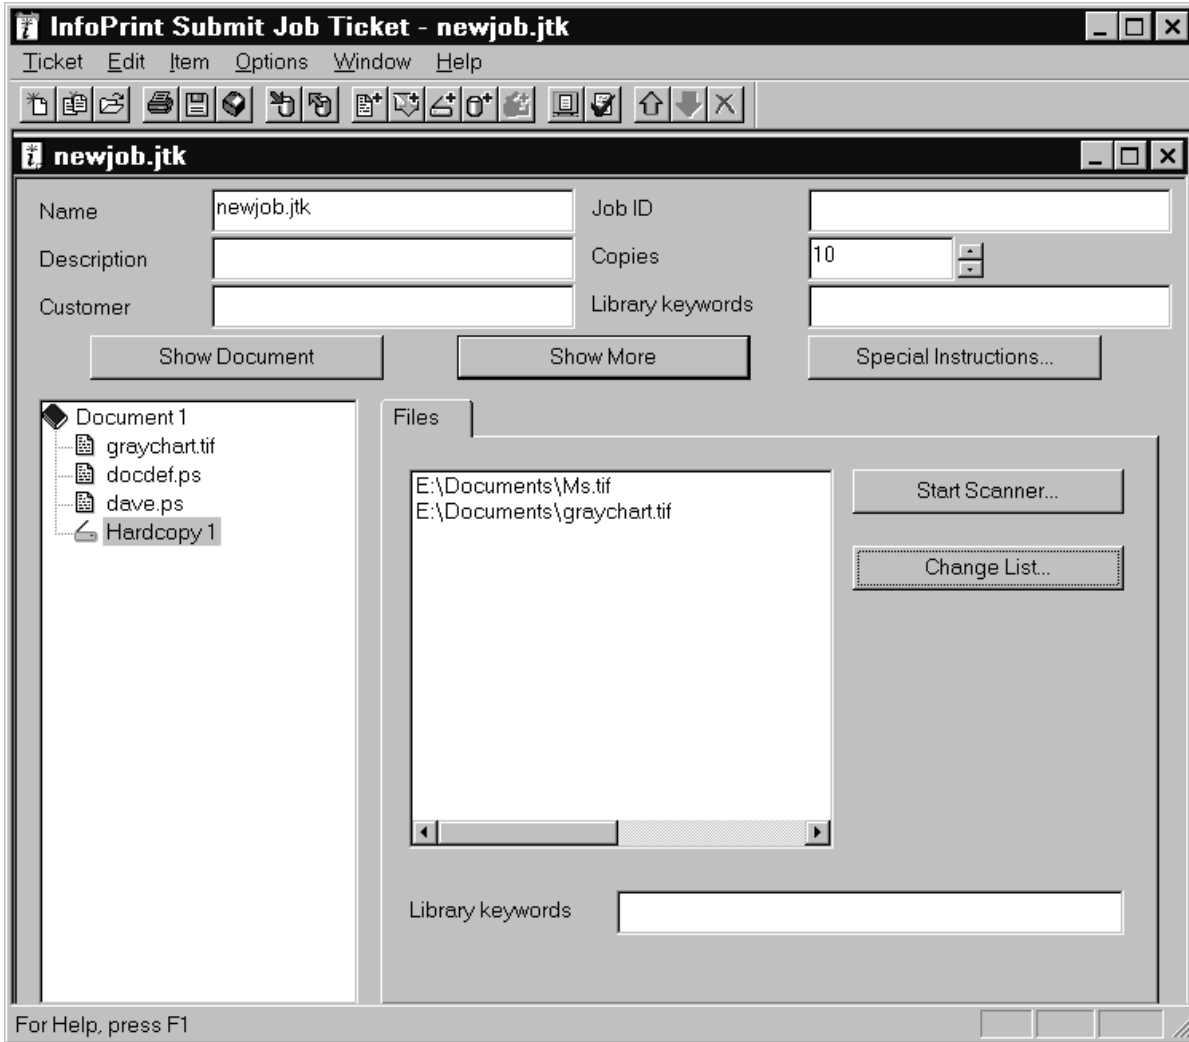 InfoPrint Submit Job Ticket - newjob.jtk
Ticket Edit Item Options Window Help
newjob.jtk
Name newjob.jtk Job ID
Description Copies 10
Customer Library keywords
Show Document Show More Special Instructions...
Document 1
graychart.tif
docdef.ps
dave.ps
Hardcopy 1
Files
E:\Documents\Ms.tif
E:\Documents\graychart.tif
Start Scanner...
Change List...
Library keywords
For Help, press F1